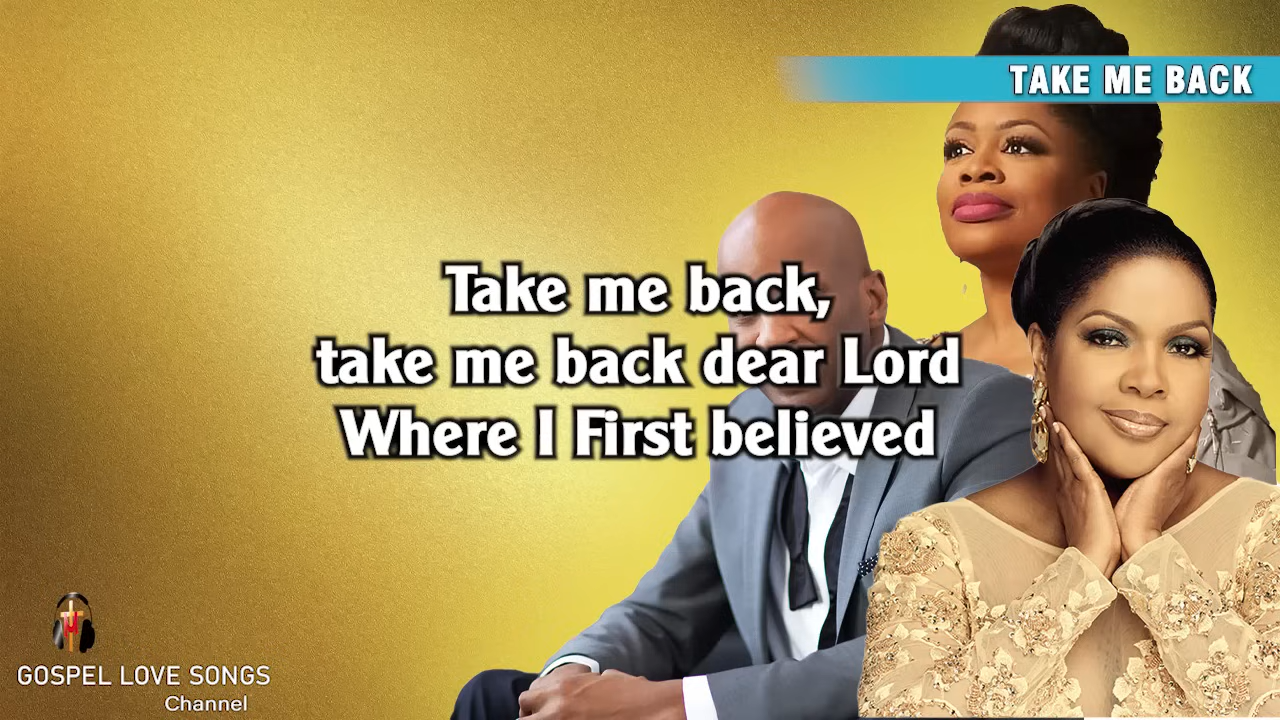 TAKE ME BACK
Take me back,
take me back dear Lord
Where I First believed
GOSPEL LOVE SONGS
Channel